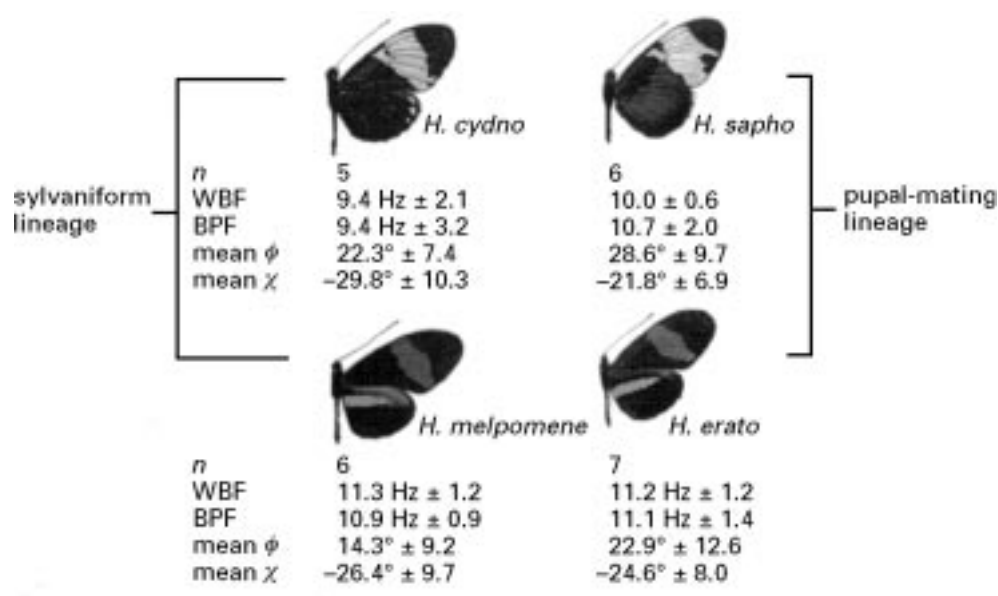 H. cydno
H. sapho
n 5 6
sylvaniform lineage
WBF 9.4 Hz ± 2.1 10.0 ± 0.6
BPF 9.4 Hz ± 3.2 10.7 ± 2.0
mean ϕ 22.3° ± 7.4 28.6° ± 9.7
mean χ −29.8° ± 10.3 −21.8° ± 6.9
pupal-mating lineage
H. melpomene
H. erato
n 6 7
WBF 11.3 Hz ± 1.2 11.2 Hz ± 1.2
BPF 10.9 Hz ± 0.9 11.1 Hz ± 1.4
mean ϕ 14.3° ± 9.2 22.9° ± 12.6
mean χ −26.4° ± 9.7 −24.6° ± 8.0